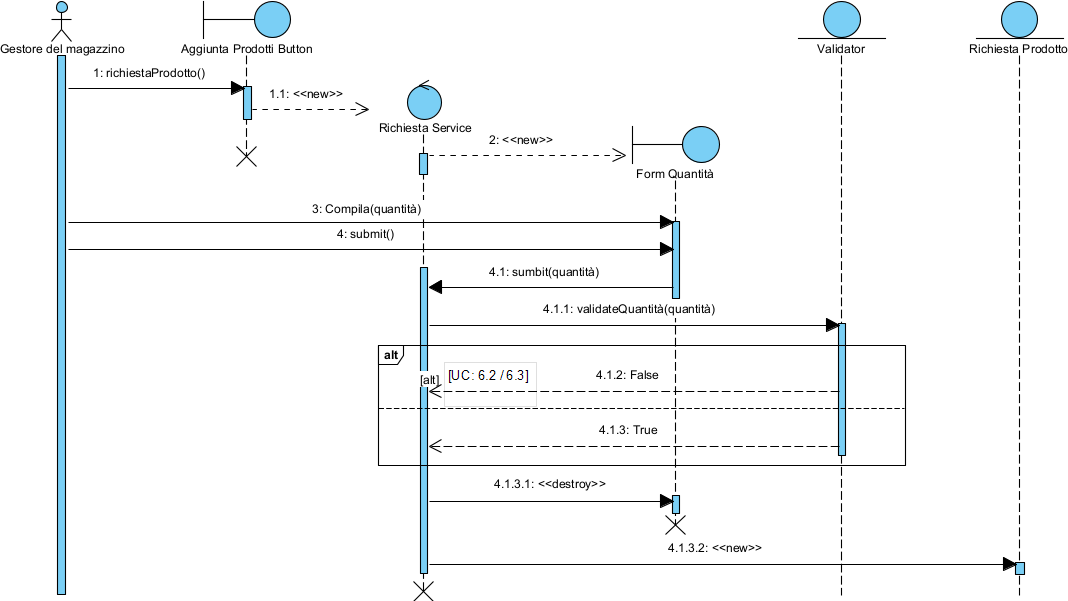 Gestore del magazzino
Aggiunta Prodotti Button
Validator
Richiesta Prodotto
1: richiestaProdotto()
1.1: <<new>>
Richiesta Service
2: <<new>>
Form Quantità
3: Compila(quantità)
4: submit()
4.1: sumbit(quantità)
4.1.1: validateQuantità(quantità)
alt
[alt]
[UC: 6.2 / 6.3]
4.1.2: False
4.1.3: True
4.1.3.1: <<destroy>>
4.1.3.2: <<new>>